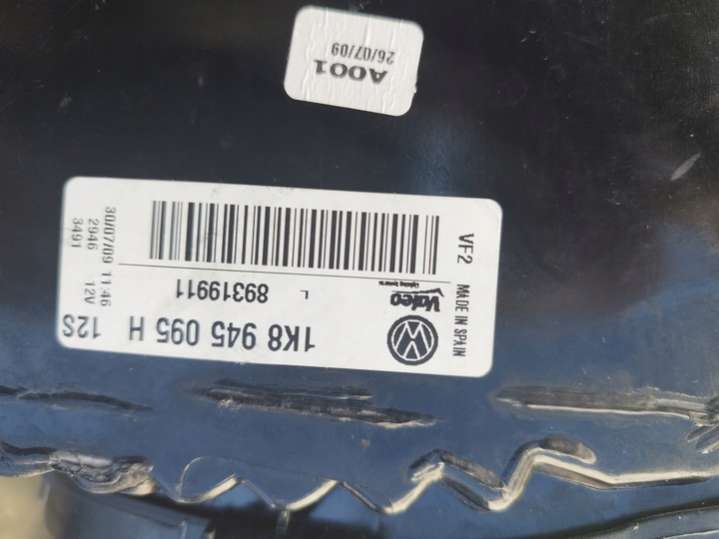 A001
26/07/09
1K8 945 095 H 12S
Valeo
L 89319911
MADE IN SPAIN
VF2
30/07/09 11:46
2946 12V
3491